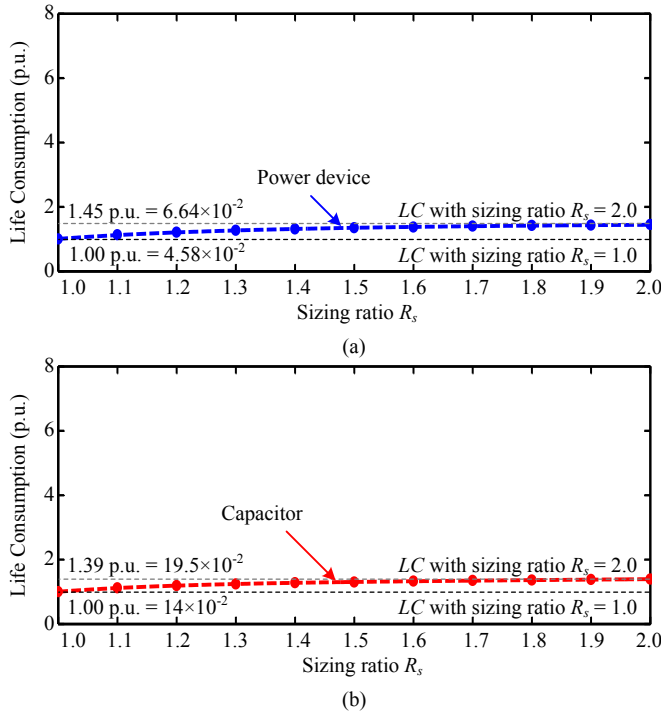 8
6
4
2
0
Life Consumption (p.u.)
Power device
1.45 p.u. = 6.64×10⁻²
LC with sizing ratio Rₛ = 2.0
1.00 p.u. = 4.58×10⁻²
LC with sizing ratio Rₛ = 1.0
1.0 1.1 1.2 1.3 1.4 1.5 1.6 1.7 1.8 1.9 2.0
Sizing ratio Rₛ
(a)
8
6
4
2
0
Life Consumption (p.u.)
Capacitor
1.39 p.u. = 19.5×10⁻²
LC with sizing ratio Rₛ = 2.0
1.00 p.u. = 14×10⁻²
LC with sizing ratio Rₛ = 1.0
1.0 1.1 1.2 1.3 1.4 1.5 1.6 1.7 1.8 1.9 2.0
Sizing ratio Rₛ
(b)